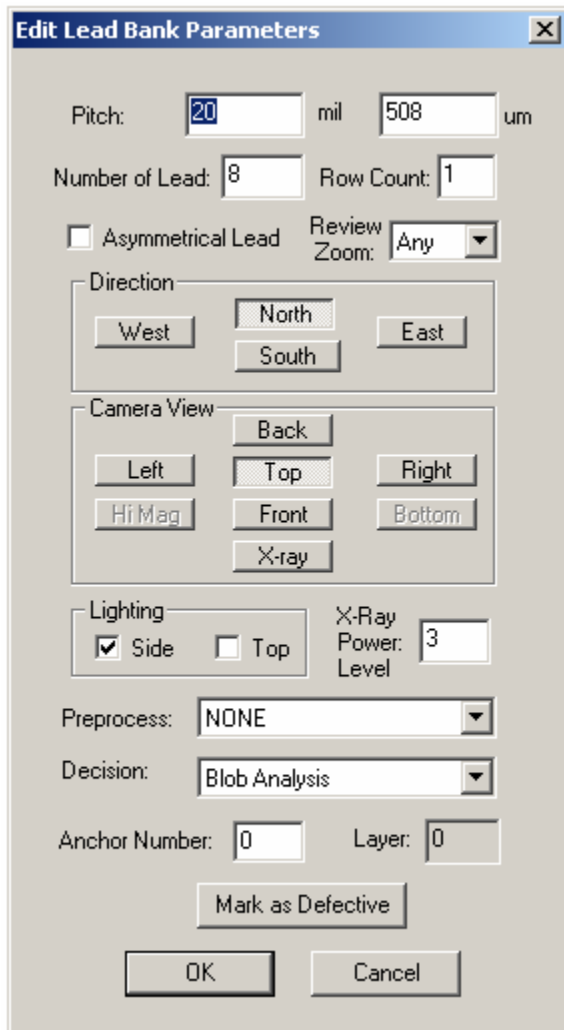 Edit Lead Bank Parameters
Pitch: 20 mil 508 um
Number of Lead: 8 Row Count: 1
Asymmetrical Lead Review Zoom: Any
Direction
North
West East
South
Camera View
Back
Left Top Right
Hi Mag Front Bottom
X-ray
Lighting
Side Top
X-Ray Power: Level 3
Preprocess: NONE
Decision: Blob Analysis
Anchor Number: 0 Layer: 0
Mark as Defective
OK Cancel